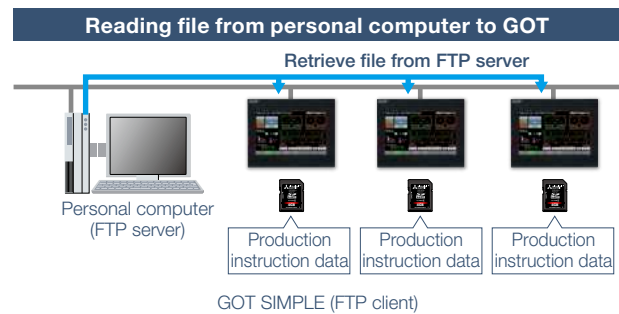 Reading file from personal computer to GOT
Retrieve file from FTP server
Personal computer
(FTP server)
Production
instruction data
Production
instruction data
Production
instruction data
GOT SIMPLE (FTP client)